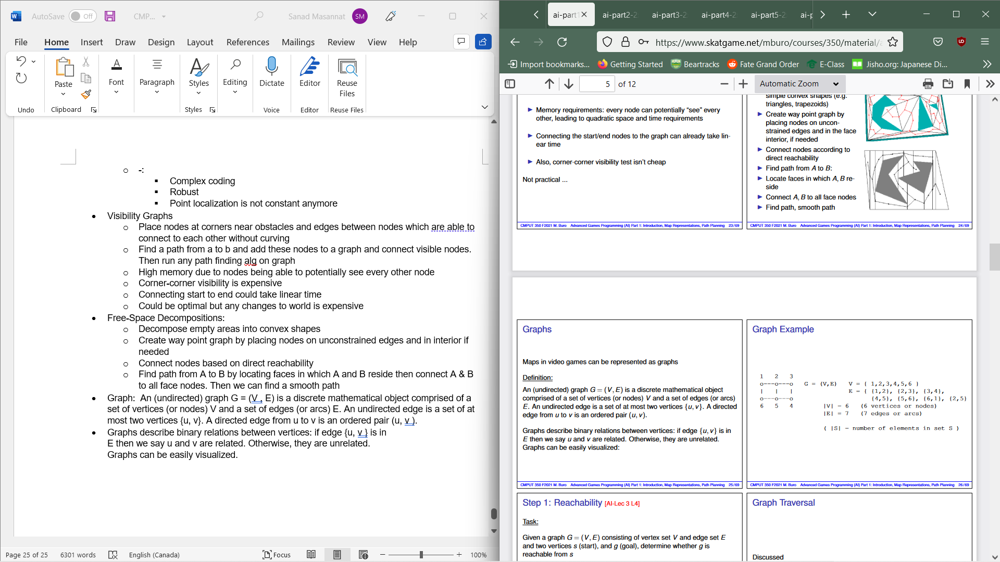 AutoSave Off CMP... Sanad Masannat SM
File Home Insert Draw Design Layout References Mailings Review View Help
Undo
Paste
Clipboard
Font
Paragraph
Styles
Styles
Editing
Dictate
Voice
Editor
Editor
Reuse
Files
Reuse Files
o -:
▪ Complex coding
▪ Robust
▪ Point localization is not constant anymore
• Visibility Graphs
o Place nodes at corners near obstacles and edges between nodes which are able to
connect to each other without curving
o Find a path from a to b and add these nodes to a graph and connect visible nodes.
Then run any path finding alg on graph
o High memory due to nodes being able to potentially see every other node
o Corner-corner visibility is expensive
o Connecting start to end could take linear time
o Could be optimal but any changes to world is expensive
• Free-Space Decompositions:
o Decompose empty areas into convex shapes
o Create way point graph by placing nodes on unconstrained edges and in interior if
needed
o Connect nodes based on direct reachability
o Find path from A to B by locating faces in which A and B reside then connect A & B
to all face nodes. Then we can find a smooth path
• Graph: An (undirected) graph G = (V , E) is a discrete mathematical object comprised of a
set of vertices (or nodes) V and a set of edges (or arcs) E. An undirected edge is a set of at
most two vertices {u, v}. A directed edge from u to v is an ordered pair (u, v ).
• Graphs describe binary relations between vertices: if edge {u, v } is in
E then we say u and v are related. Otherwise, they are unrelated.
Graphs can be easily visualized.
Page 25 of 25 6301 words English (Canada) Focus 100%
ai-part1 ai-part2-2 ai-part3-2 ai-part4-2 ai-part5-2 ai-p
https://www.skatgame.net/mburo/courses/350/material/a
Import bookmarks... Getting Started Beartracks Fate Grand Order E-Class Jisho.org: Japanese Di...
5 of 12 Automatic Zoom
▶ Memory requirements: every node can potentially “see” every
other, leading to quadratic space and time requirements
▶ Connecting the start/end nodes to the graph can already take lin-
ear time
▶ Also, corner-corner visibility test isn’t cheap
Not practical ...
CMPUT 350 F2021 M. Buro Advanced Games Programming (AI) Part 1: Introduction, Map Representations, Path Planning 23/69
simple convex shapes (e.g.
triangles, trapezoids)
▶ Create way point graph by
placing nodes on uncon-
strained edges and in the face
interior, if needed
▶ Connect nodes according to
direct reachability
▶ Find path from A to B:
▶ Locate faces in which A, B re-
side
▶ Connect A, B to all face nodes
▶ Find path, smooth path
CMPUT 350 F2021 M. Buro Advanced Games Programming (AI) Part 1: Introduction, Map Representations, Path Planning 24/69
Graphs
Maps in video games can be represented as graphs
Definition:
An (undirected) graph G = (V, E) is a discrete mathematical object
comprised of a set of vertices (or nodes) V and a set of edges (or arcs)
E. An undirected edge is a set of at most two vertices {u, v}. A directed
edge from u to v is an ordered pair (u, v).
Graphs describe binary relations between vertices: if edge {u, v} is in
E then we say u and v are related. Otherwise, they are unrelated.
Graphs can be easily visualized:
CMPUT 350 F2021 M. Buro Advanced Games Programming (AI) Part 1: Introduction, Map Representations, Path Planning 25/69
Graph Example
1 2 3
o---o---o G = (V,E) V = { 1,2,3,4,5,6 }
| | | E = { {1,2}, {2,3}, {3,4},
o---o---o {4,5}, {5,6}, {6,1}, {2,5}
6 5 4 |V| = 6 (6 vertices or nodes)
|E| = 7 (7 edges or arcs)
( |S| = number of elements in set S )
CMPUT 350 F2021 M. Buro Advanced Games Programming (AI) Part 1: Introduction, Map Representations, Path Planning 26/69
Step 1: Reachability [AI-Lec 3 L4]
Task:
Given a graph G = (V, E) consisting of vertex set V and edge set E
and two vertices s (start), and g (goal), determine whether g is
reachable from s
Graph Traversal
Discussed